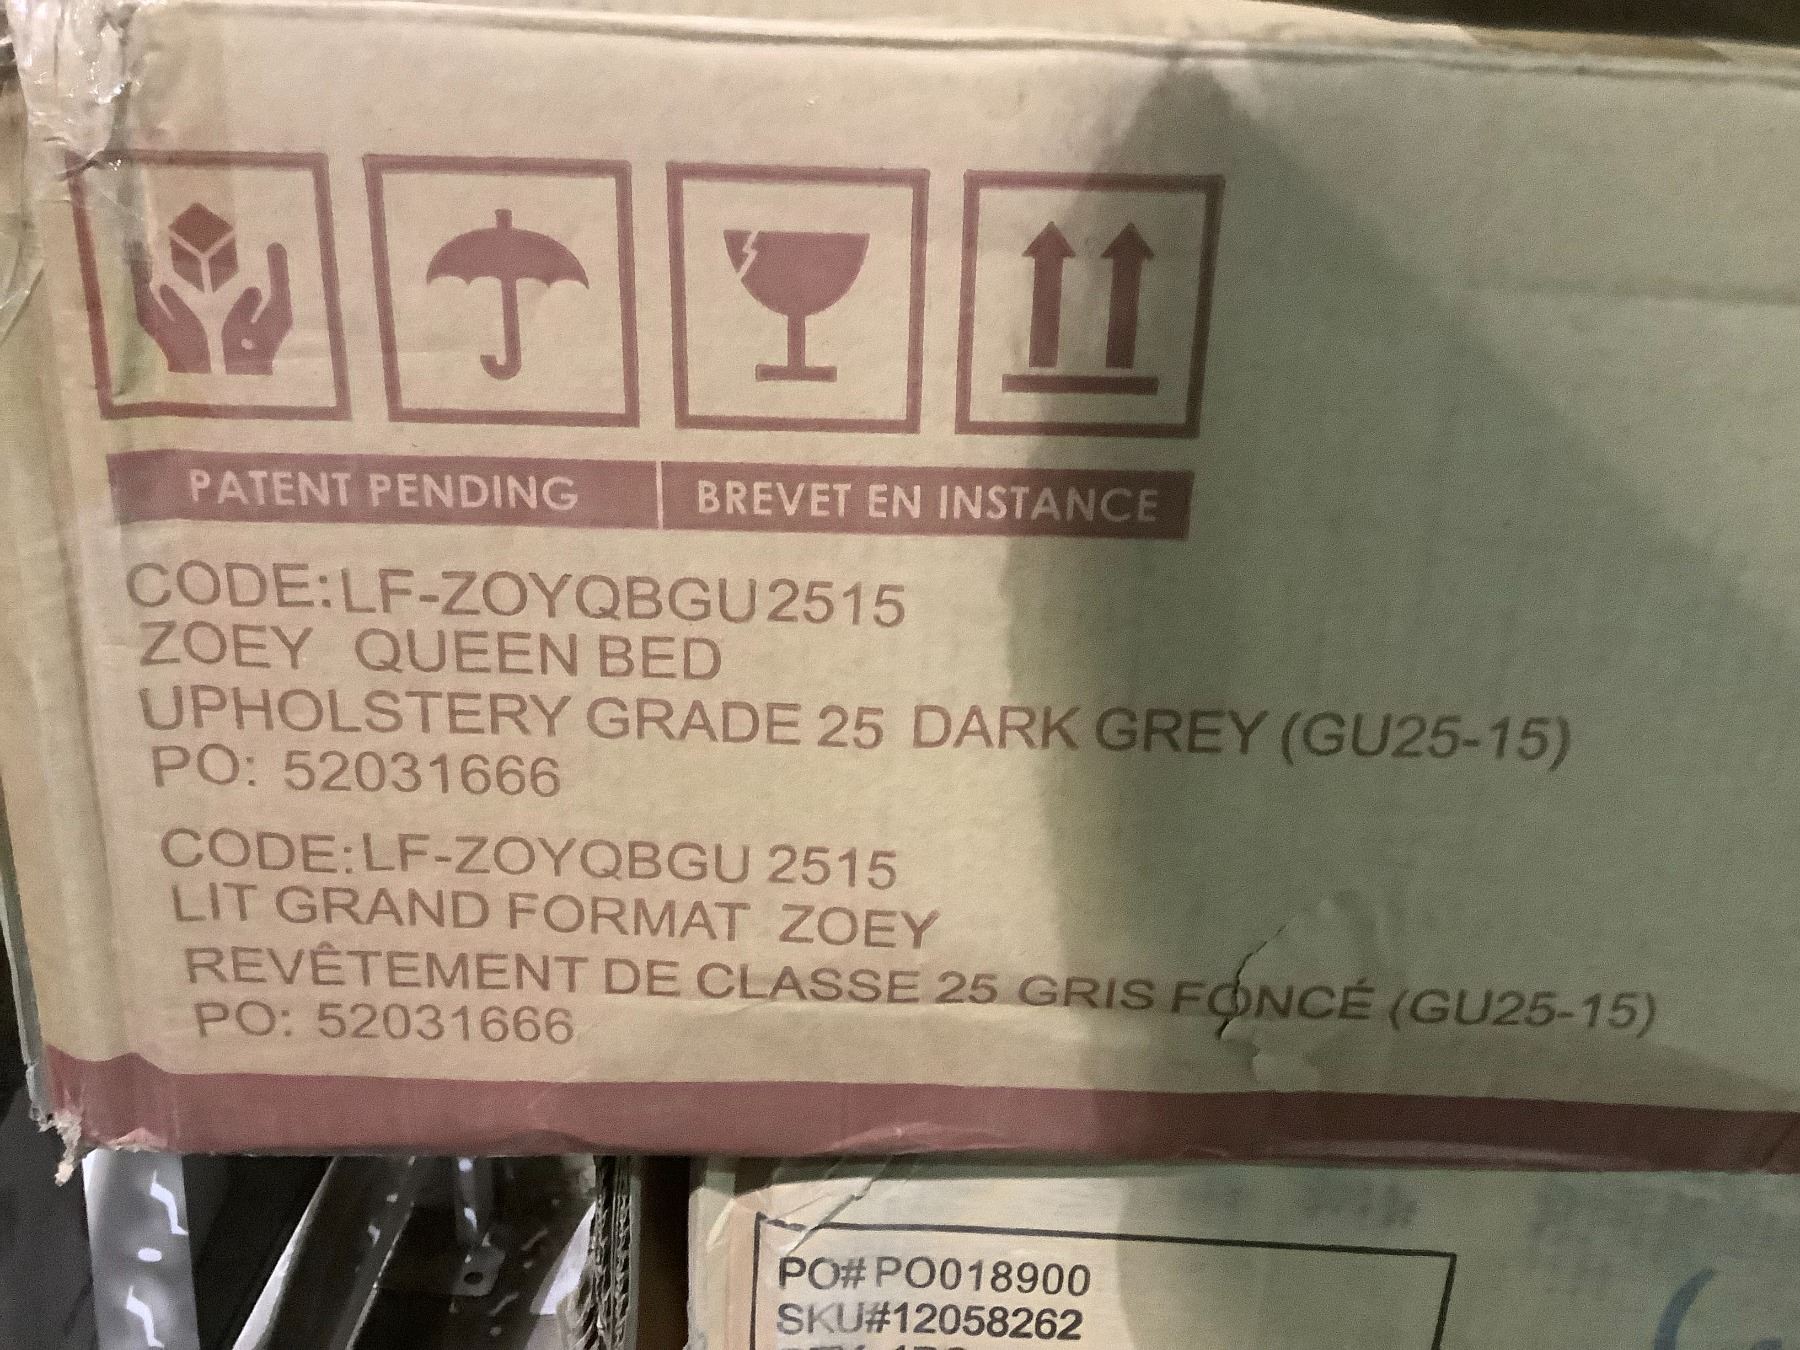 PATENT PENDING BREVET EN INSTANCE
CODE:LF-ZOYQBGU2515
ZOEY QUEEN BED
UPHOLSTERY GRADE 25 DARK GREY (GU25-15)
PO: 52031666
CODE:LF-ZOYQBGU 2515
LIT GRAND FORMAT ZOEY
REVÊTEMENT DE CLASSE 25 GRIS FONCÉ (GU25-15)
PO: 52031666
PO# PO018900
SKU#12058262